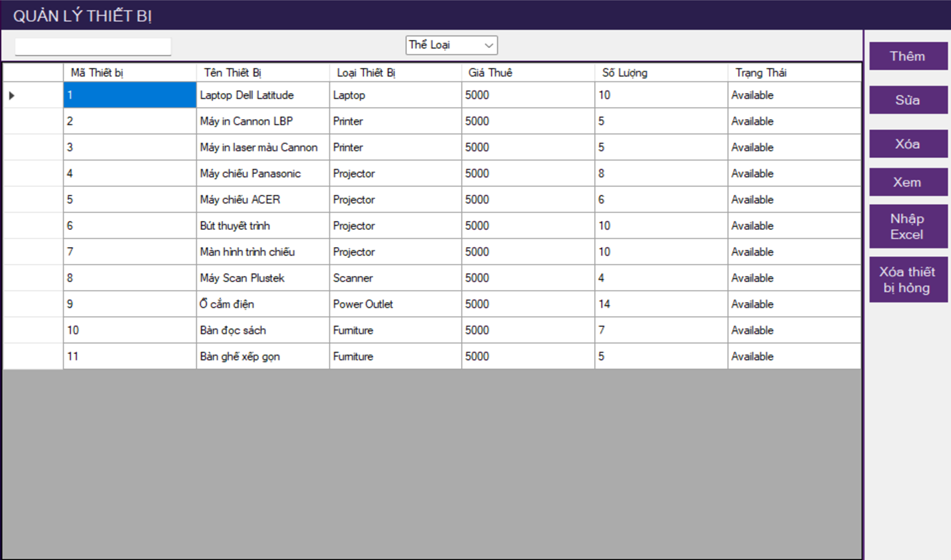 QUẢN LÝ THIẾT BỊ
Thể Loại
Thêm
Sửa
Xóa
Xem
Nhập
Excel
Xóa thiết
bị hỏng
Mã Thiết bị Tên Thiết Bị Loại Thiết Bị Giá Thuê Số Lượng Trạng Thái
1 Laptop Dell Latitude Laptop 5000 10 Available
2 Máy in Cannon LBP Printer 5000 5 Available
3 Máy in laser màu Cannon Printer 5000 5 Available
4 Máy chiếu Panasonic Projector 5000 8 Available
5 Máy chiếu ACER Projector 5000 6 Available
6 Bút thuyết trình Projector 5000 10 Available
7 Màn hình trình chiếu Projector 5000 10 Available
8 Máy Scan Plustek Scanner 5000 4 Available
9 Ổ cắm điện Power Outlet 5000 14 Available
10 Bàn đọc sách Furniture 5000 7 Available
11 Bàn ghế xếp gọn Furniture 5000 5 Available